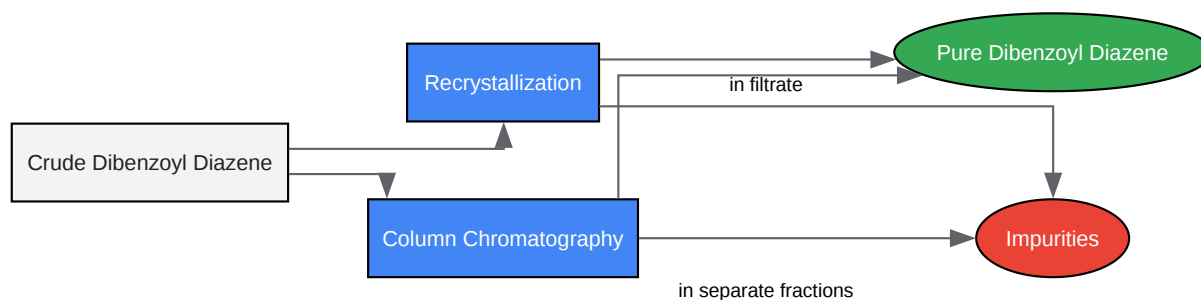 Pure Dibenzoyl Diazene
Recrystallization
in filtrate
Crude Dibenzoyl Diazene
Column Chromatography
Impurities
in separate fractions